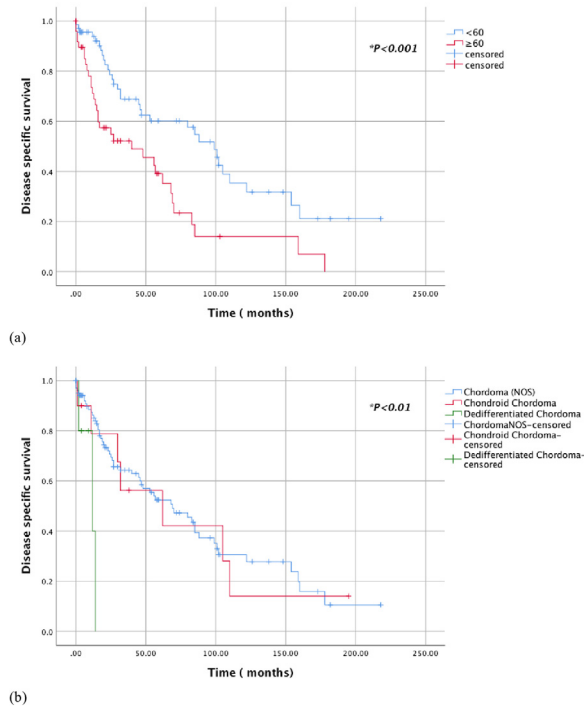 <60
≥60
censored
censored
*P<0.001
Disease specific survival
1.0
0.8
0.6
0.4
0.2
0.0
.00 50.00 100.00 150.00 200.00 250.00
Time ( months)
(a)
Chordoma (NOS)
Chondroid Chordoma
Dedifferentiated Chordoma
ChordomaNOS-censored
Chondroid Chordoma-
censored
Dedifferentiated Chordoma-
censored
*P<0.01
Disease specific survival
1.0
0.8
0.6
0.4
0.2
0.0
.00 50.00 100.00 150.00 200.00 250.00
Time ( months)
(b)